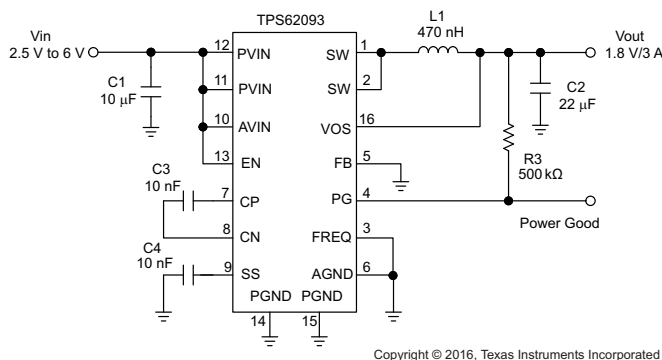 TPS62093
L1
470 nH
Vin
2.5 V to 6 V
Vout
1.8 V/3 A
12
PVIN
SW
1
C1
10 μF
11
PVIN
SW
2
C2
22 μF
10
AVIN
VOS
16
13
EN
FB
5
R3
500 kΩ
C3
10 nF
7
CP
PG
4
Power Good
8
CN
FREQ
3
C4
10 nF
9
SS
AGND
6
PGND
PGND
14
15
Copyright © 2016, Texas Instruments Incorporated